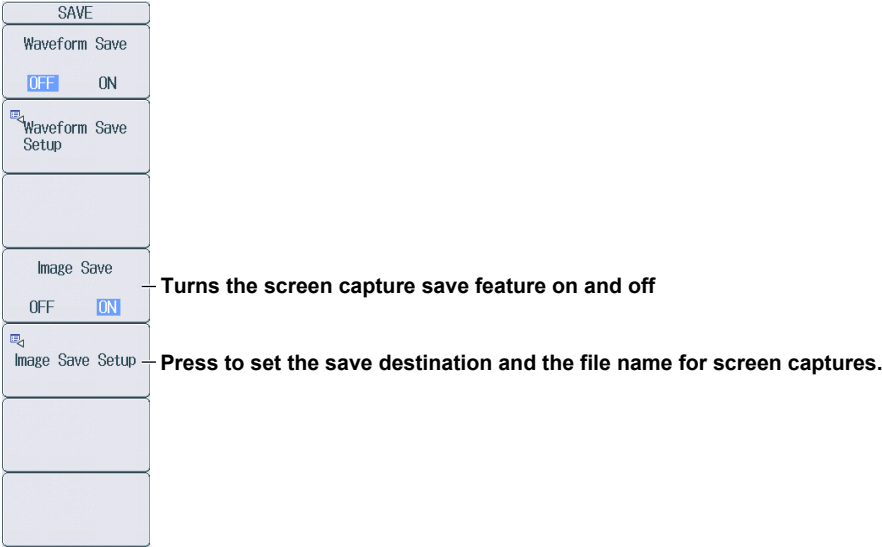 SAVE
Waveform Save
OFF ON
Waveform Save
Setup
Image Save
Turns the screen capture save feature on and off
OFF ON
Image Save Setup
Press to set the save destination and the file name for screen captures.